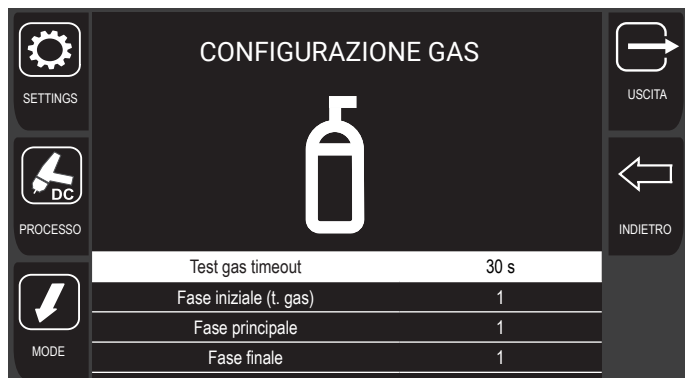 CONFIGURAZIONE GAS
SETTINGS
USCITA
DC
PROCESSO
INDIETRO
Test gas timeout 30 s
Fase iniziale (t. gas) 1
Fase principale 1
MODE
Fase finale 1